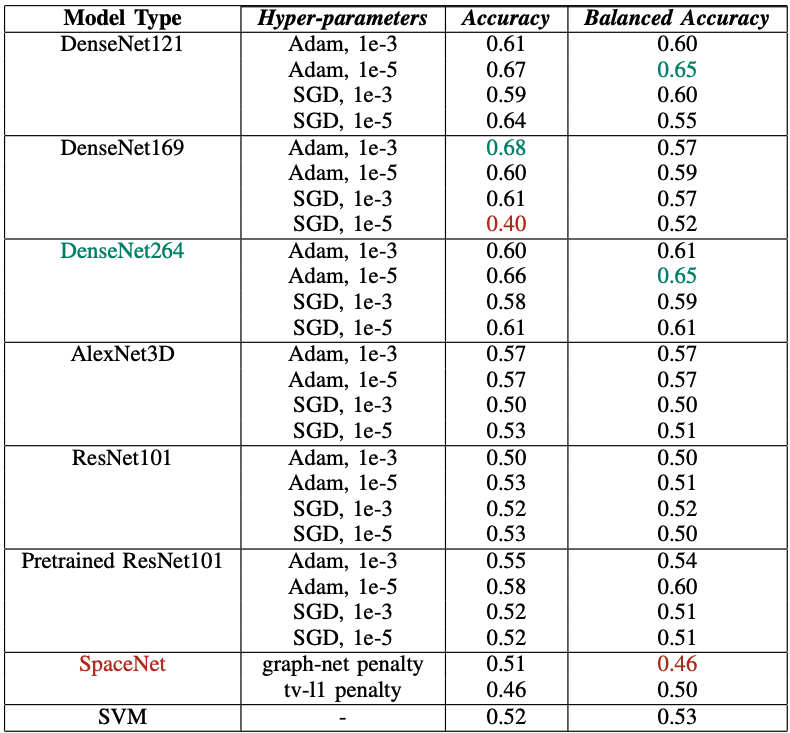 Model Type Hyper-parameters Accuracy Balanced Accuracy
DenseNet121 Adam, 1e-3 0.61 0.60
Adam, 1e-5 0.67 0.65
SGD, 1e-3 0.59 0.60
SGD, 1e-5 0.64 0.55
DenseNet169 Adam, 1e-3 0.68 0.57
Adam, 1e-5 0.60 0.59
SGD, 1e-3 0.61 0.57
SGD, 1e-5 0.40 0.52
DenseNet264 Adam, 1e-3 0.60 0.61
Adam, 1e-5 0.66 0.65
SGD, 1e-3 0.58 0.59
SGD, 1e-5 0.61 0.61
AlexNet3D Adam, 1e-3 0.57 0.57
Adam, 1e-5 0.57 0.57
SGD, 1e-3 0.50 0.50
SGD, 1e-5 0.53 0.51
ResNet101 Adam, 1e-3 0.50 0.50
Adam, 1e-5 0.53 0.51
SGD, 1e-3 0.52 0.52
SGD, 1e-5 0.53 0.50
Pretrained ResNet101 Adam, 1e-3 0.55 0.54
Adam, 1e-5 0.58 0.60
SGD, 1e-3 0.52 0.51
SGD, 1e-5 0.52 0.51
SpaceNet graph-net penalty 0.51 0.46
tv-l1 penalty 0.46 0.50
SVM - 0.52 0.53